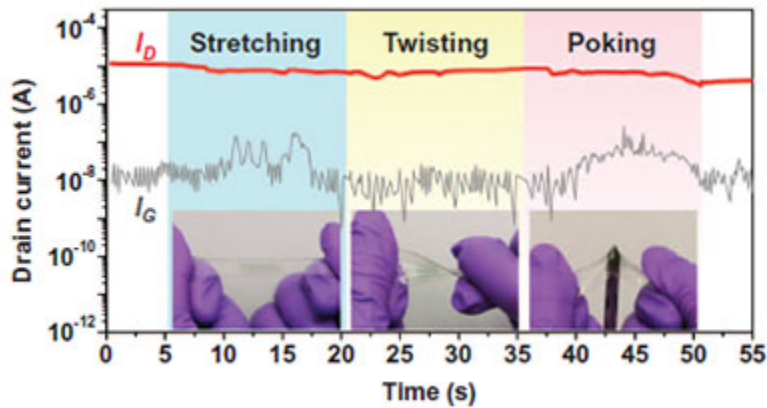 10⁻⁴
10⁻⁶
10⁻⁸
10⁻¹⁰
10⁻¹²
Drain current (A)
I_D
Stretching
Twisting
Poking
I_G
0 5 10 15 20 25 30 35 40 45 50 55
Time (s)